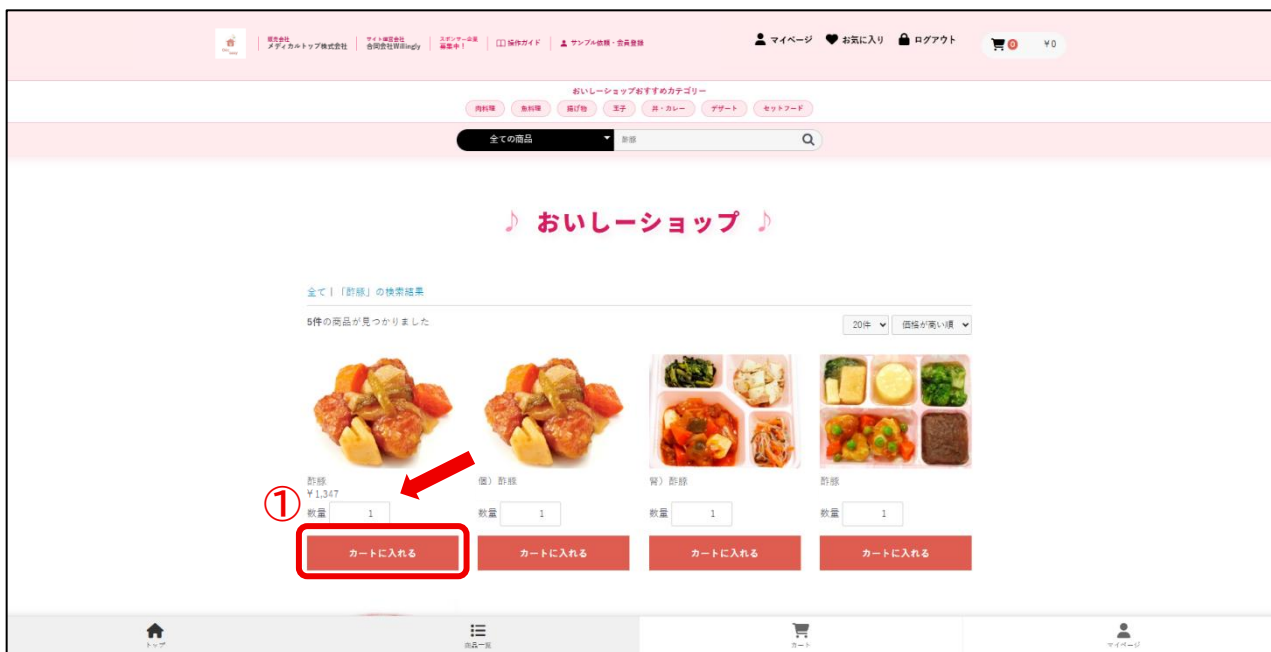 販売会社
メディカルトップ株式会社
サイト運営会社
合同会社Willingly
スポンサー企業
募集中!
操作ガイド
サンプル依頼・会員登録
マイページ
お気に入り
ログアウト
0
￥0
おいしーショップおすすめカテゴリー
肉料理
魚料理
揚げ物
玉子
丼・カレー
デザート
セットフード
全ての商品
酢豚
♪ おいしーショップ ♪
全て | 「酢豚」の検索結果
5件の商品が見つかりました
20件
価格が高い順
酢豚
￥1,347
①
数量
1
カートに入れる
個）酢豚
数量
1
カートに入れる
腎）酢豚
数量
1
カートに入れる
酢豚
数量
1
カートに入れる
トップ
商品一覧
カート
マイページ